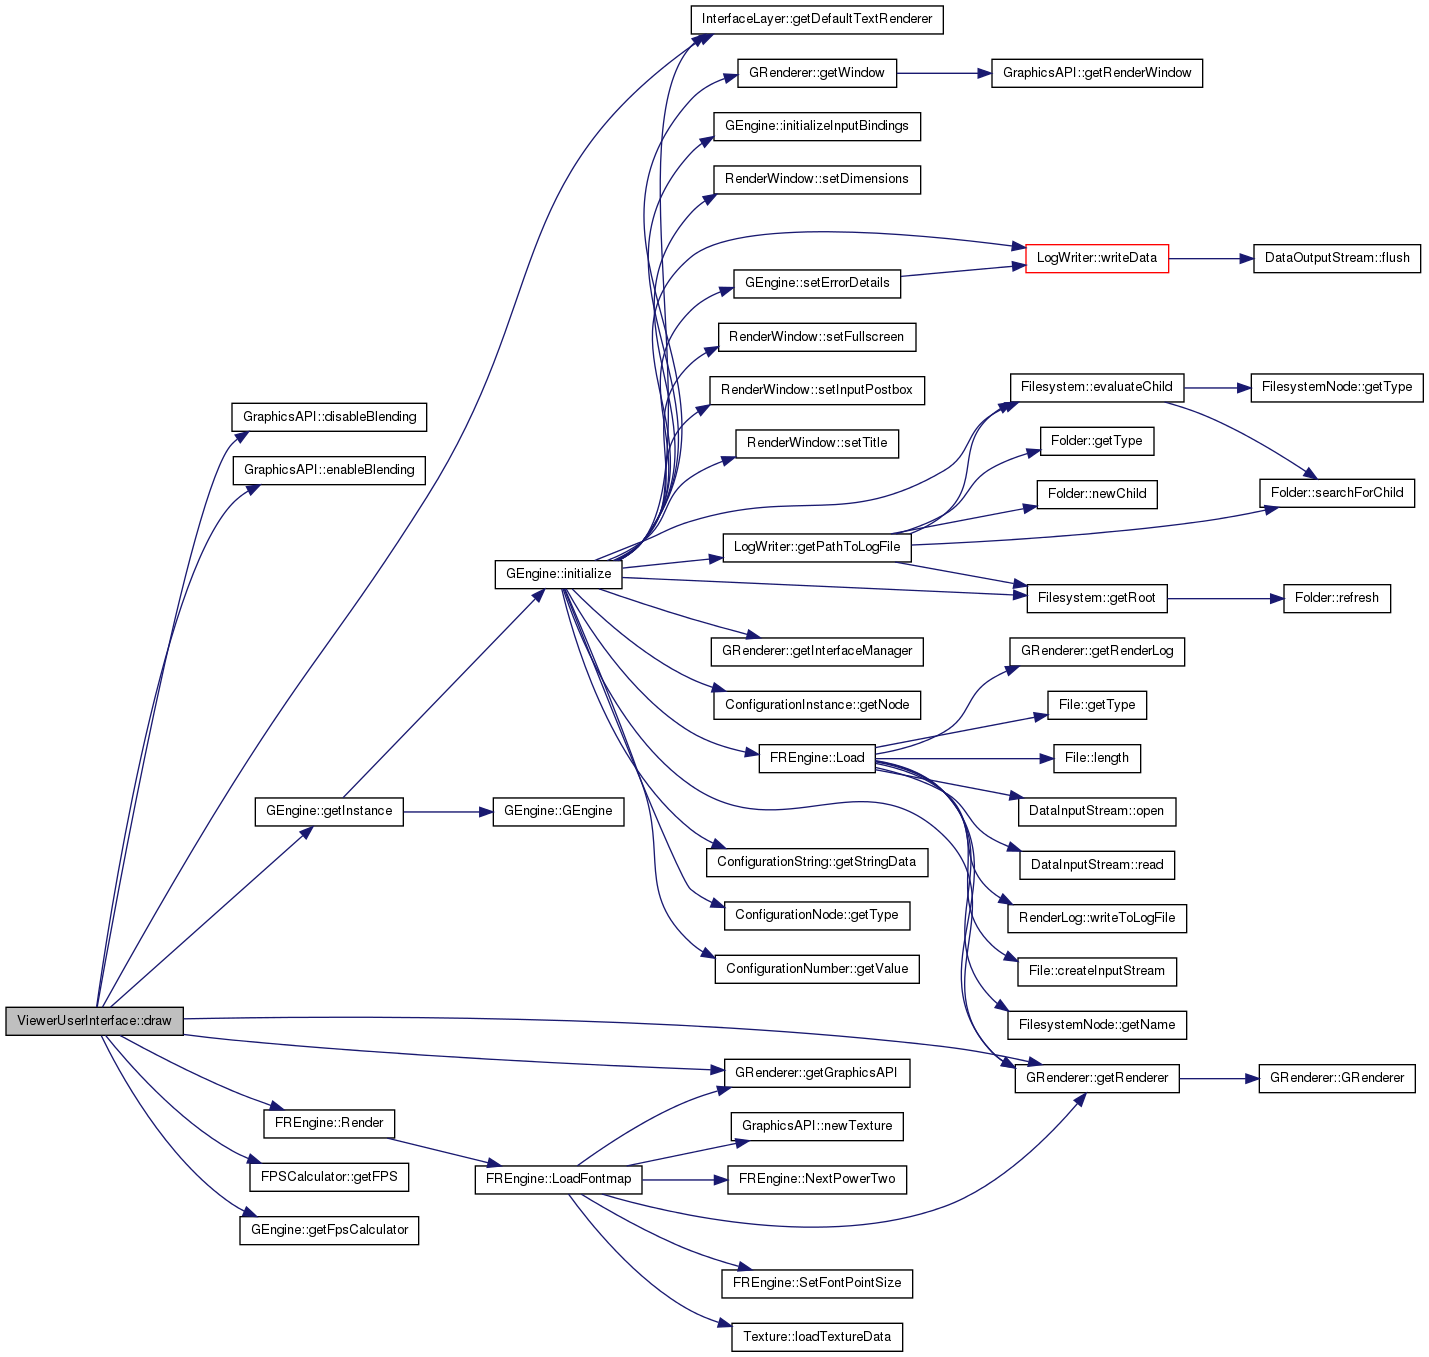 InterfaceLayer::getDefaultTextRenderer
GRenderer::getWindow
GraphicsAPI::getRenderWindow
GEngine::initializeInputBindings
RenderWindow::setDimensions
LogWriter::writeData
DataOutputStream::flush
GEngine::setErrorDetails
RenderWindow::setFullscreen
RenderWindow::setInputPostbox
Filesystem::evaluateChild
FilesystemNode::getType
GraphicsAPI::disableBlending
RenderWindow::setTitle
Folder::getType
GraphicsAPI::enableBlending
Folder::newChild
Folder::searchForChild
LogWriter::getPathToLogFile
GEngine::initialize
Filesystem::getRoot
Folder::refresh
GRenderer::getInterfaceManager
GRenderer::getRenderLog
ConfigurationInstance::getNode
File::getType
FREngine::Load
File::length
GEngine::getInstance
GEngine::GEngine
DataInputStream::open
ConfigurationString::getStringData
DataInputStream::read
ConfigurationNode::getType
RenderLog::writeToLogFile
ConfigurationNumber::getValue
File::createInputStream
ViewerUserInterface::draw
FilesystemNode::getName
GRenderer::getGraphicsAPI
GRenderer::getRenderer
GRenderer::GRenderer
FREngine::Render
GraphicsAPI::newTexture
FPSCalculator::getFPS
FREngine::LoadFontmap
FREngine::NextPowerTwo
GEngine::getFpsCalculator
FREngine::SetFontPointSize
Texture::loadTextureData